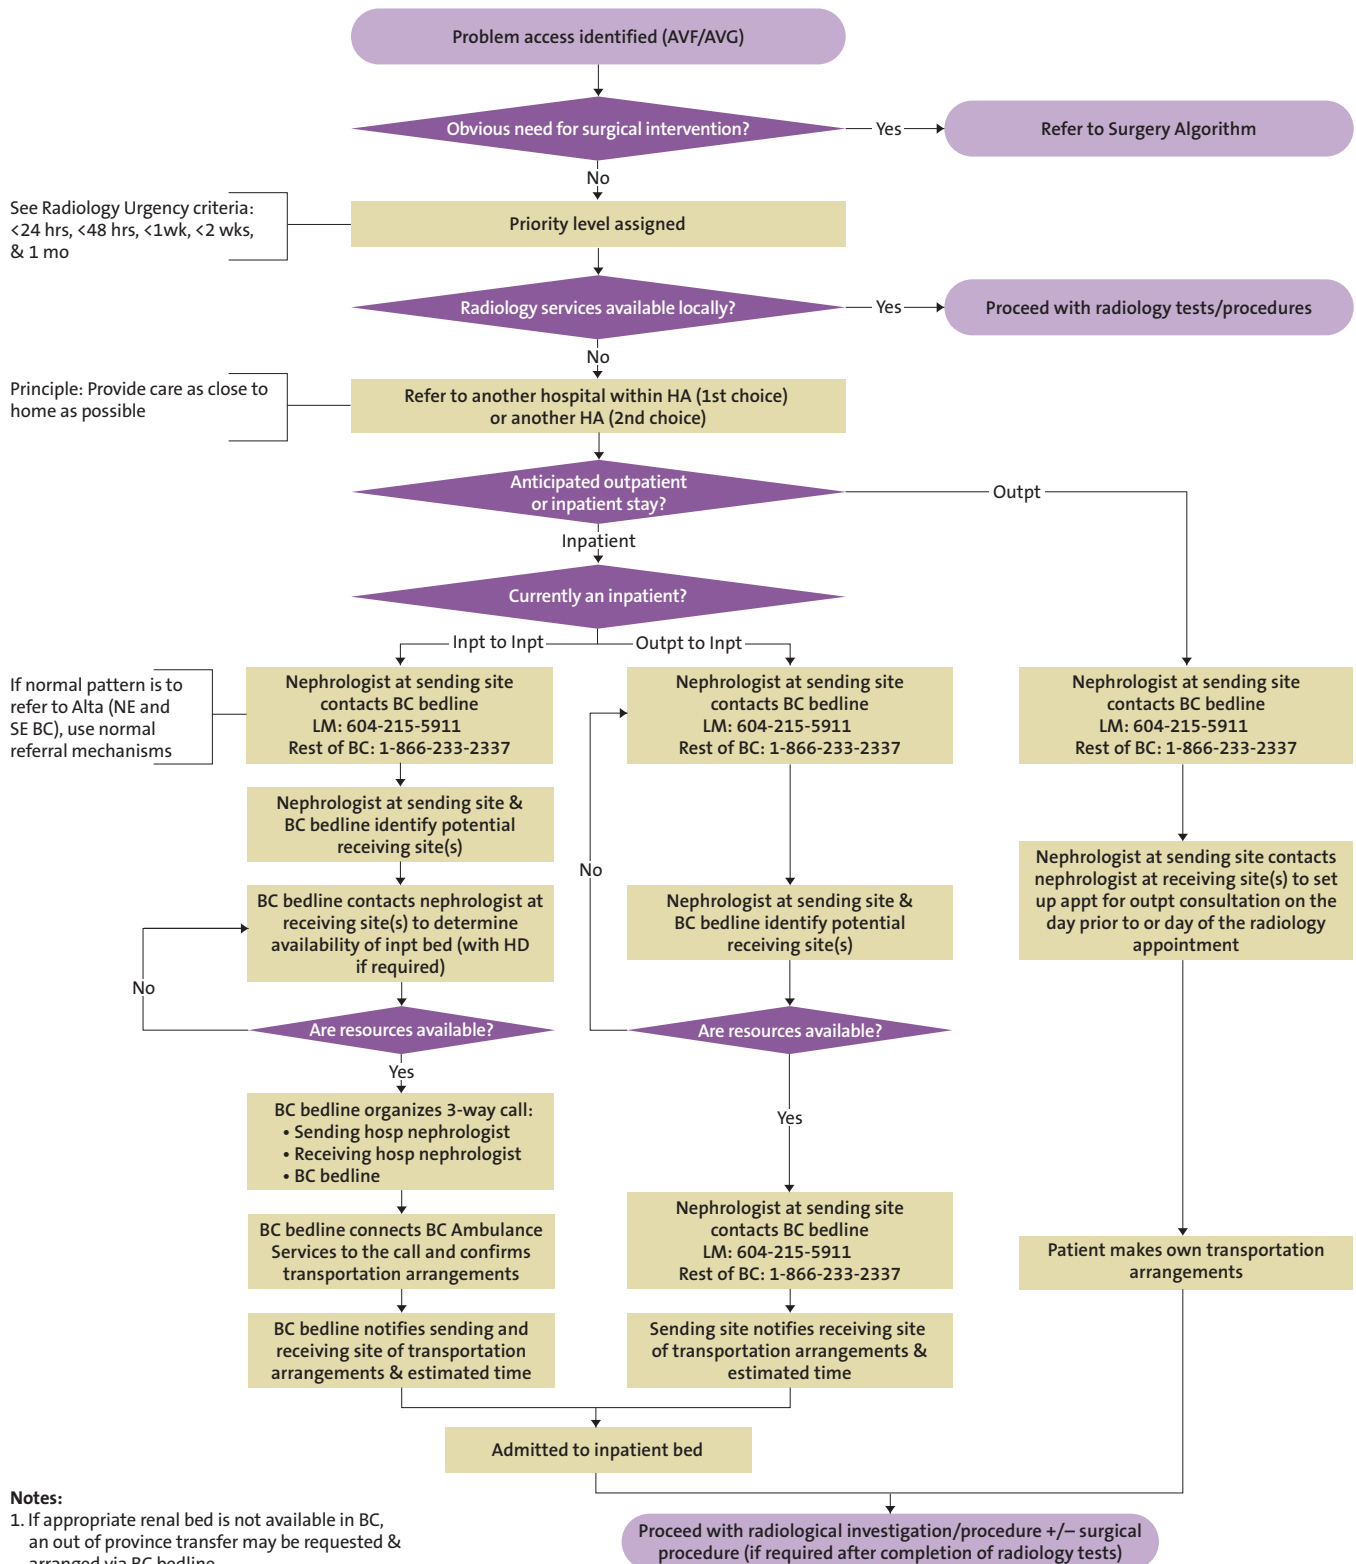 Problem access identified (AVF/AVG)
Obvious need for surgical intervention?
Yes
Refer to Surgery Algorithm
No
See Radiology Urgency criteria:
<24 hrs, <48 hrs, <1wk, <2 wks,
& 1 mo
Priority level assigned
Radiology services available locally?
Yes
Proceed with radiology tests/procedures
No
Principle: Provide care as close to
home as possible
Refer to another hospital within HA (1st choice)
or another HA (2nd choice)
Anticipated outpatient
or inpatient stay?
Outpt
Inpatient
Currently an inpatient?
Inpt to Inpt
Outpt to Inpt
If normal pattern is to
refer to Alta (NE and
SE BC), use normal
referral mechanisms
Nephrologist at sending site
contacts BC bedline
LM: 604-215-5911
Rest of BC: 1-866-233-2337
Nephrologist at sending site &
BC bedline identify potential
receiving site(s)
BC bedline contacts nephrologist at
receiving site(s) to determine
availability of inpt bed (with HD
if required)
No
Are resources available?
Yes
BC bedline organizes 3-way call:
• Sending hosp nephrologist
• Receiving hosp nephrologist
• BC bedline
BC bedline connects BC Ambulance
Services to the call and confirms
transportation arrangements
BC bedline notifies sending and
receiving site of transportation
arrangements & estimated time
Nephrologist at sending site
contacts BC bedline
LM: 604-215-5911
Rest of BC: 1-866-233-2337
No
Nephrologist at sending site &
BC bedline identify potential
receiving site(s)
Are resources available?
Yes
Nephrologist at sending site
contacts BC bedline
LM: 604-215-5911
Rest of BC: 1-866-233-2337
Sending site notifies receiving site
of transportation arrangements &
estimated time
Nephrologist at sending site
contacts BC bedline
LM: 604-215-5911
Rest of BC: 1-866-233-2337
Nephrologist at sending site contacts
nephrologist at receiving site(s) to set
up appt for outpt consultation on the
day prior to or day of the radiology
appointment
Patient makes own transportation
arrangements
Admitted to inpatient bed
Notes:
1. If appropriate renal bed is not available in BC,
an out of province transfer may be requested &
arranged via BC bedline
Proceed with radiological investigation/procedure +/– surgical
procedure (if required after completion of radiology tests)